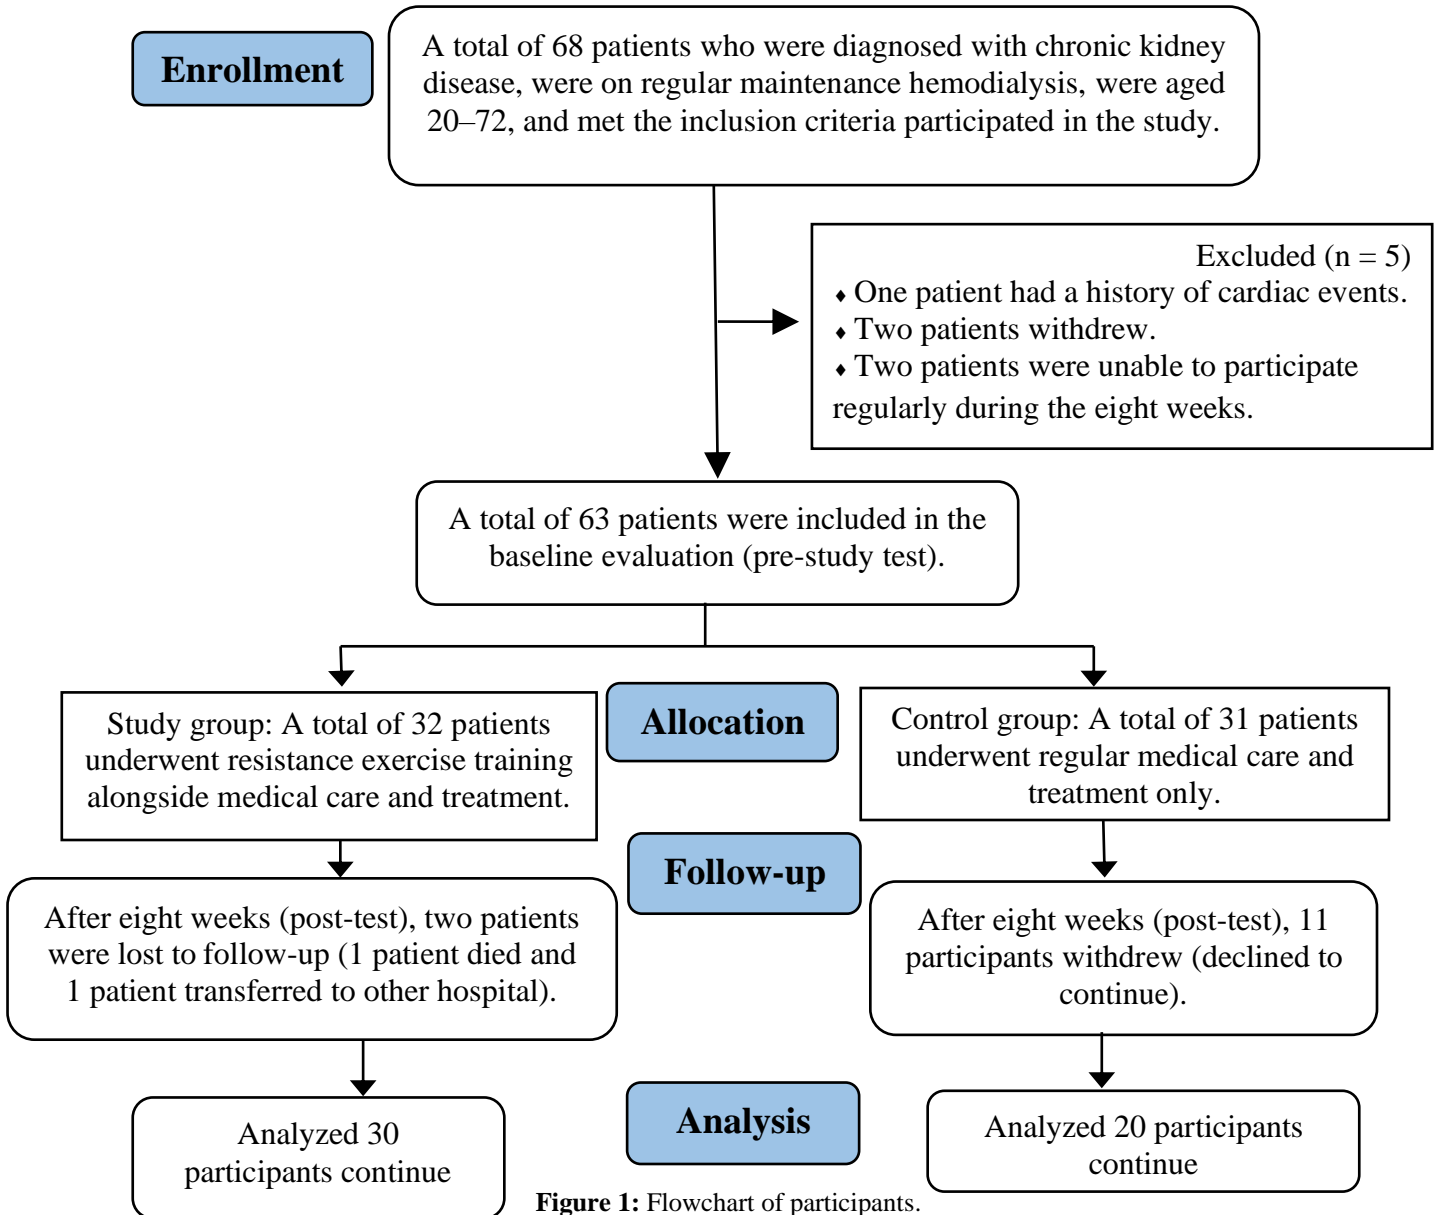 Enrollment
A total of 68 patients who were diagnosed with chronic kidney
disease, were on regular maintenance hemodialysis, were aged
20–72, and met the inclusion criteria participated in the study.
Excluded (n = 5)
♦ One patient had a history of cardiac events.
♦ Two patients withdrew.
♦ Two patients were unable to participate
regularly during the eight weeks.
A total of 63 patients were included in the
baseline evaluation (pre-study test).
Allocation
Study group: A total of 32 patients
underwent resistance exercise training
alongside medical care and treatment.
Control group: A total of 31 patients
underwent regular medical care and
treatment only.
Follow-up
After eight weeks (post-test), two patients
were lost to follow-up (1 patient died and
1 patient transferred to other hospital).
After eight weeks (post-test), 11
participants withdrew (declined to
continue).
Analysis
Analyzed 30
participants continue
Analyzed 20 participants
continue
Figure 1: Flowchart of participants.